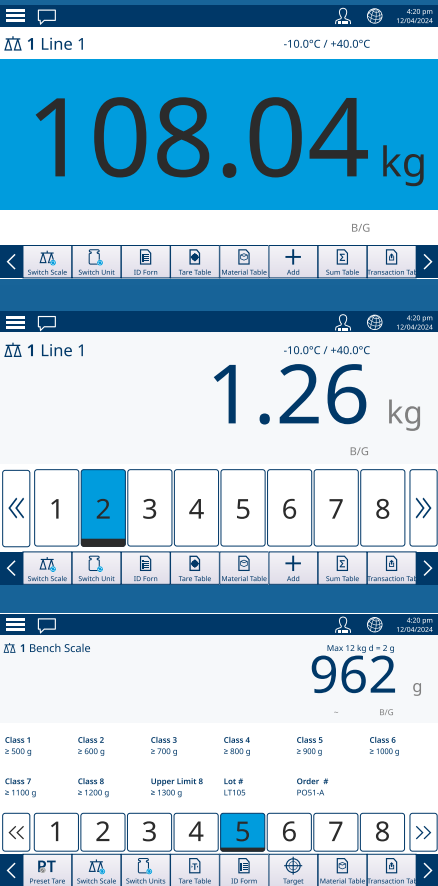 4:20 pm
12/04/2024
1 Line 1
-10.0°C / +40.0°C
108.04 kg
B/G
Switch Scale Switch Unit ID Forn Tare Table Material Table Add Sum Table Transaction Tab
4:20 pm
12/04/2024
1 Line 1
-10.0°C / +40.0°C
1.26 kg
B/G
1 2 3 4 5 6 7 8
Switch Scale Switch Unit ID Forn Tare Table Material Table Add Sum Table Transaction Tab
4:20 pm
12/04/2024
1 Bench Scale
Max 12 kg d = 2 g
962 g
~ B/G
Class 1 Class 2 Class 3 Class 4 Class 5 Class 6
≥ 500 g ≥ 600 g ≥ 700 g ≥ 800 g ≥ 900 g ≥ 1000 g
Class 7 Class 8 Upper Limit 8 Lot # Order #
≥ 1100 g ≥ 1200 g ≥ 1300 g LT105 PO51-A
1 2 3 4 5 6 7 8
PT
Preset Tare Switch Scale Switch Units Tare Table ID Form Target Material Table Transaction Tab